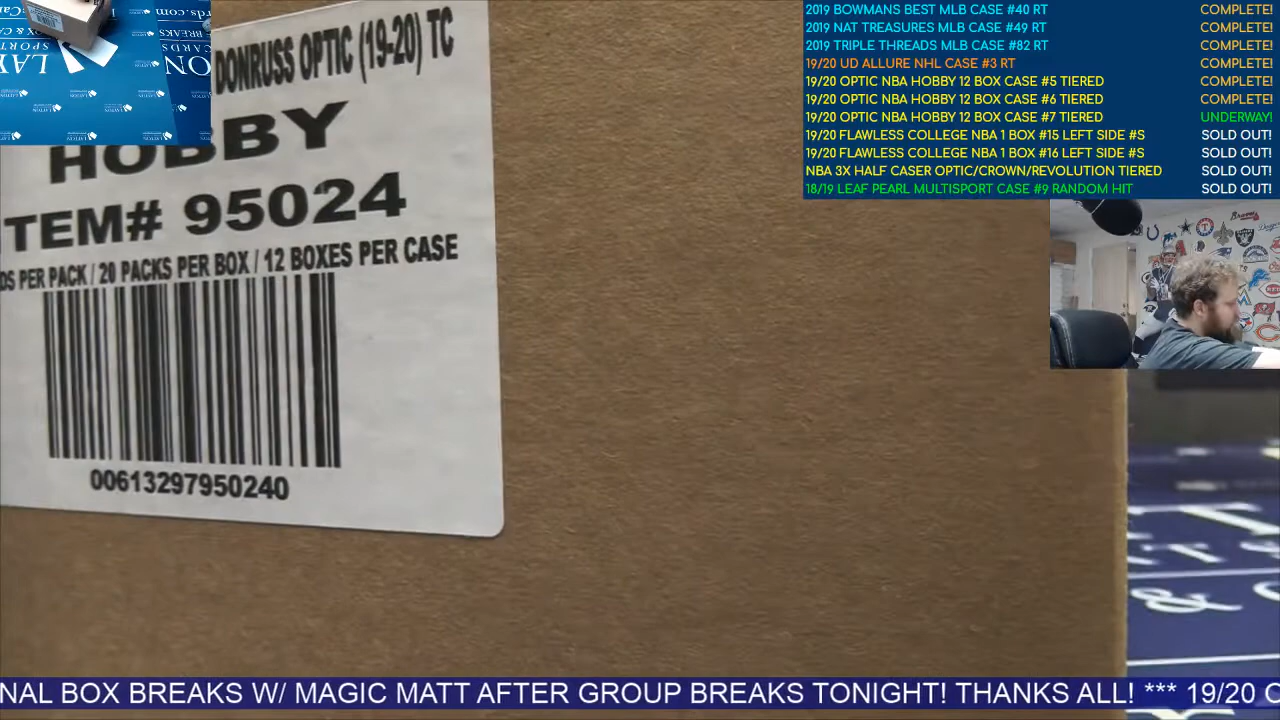 DONRUSS OPTIC (19-20) TC
HOBBY
TEM# 95024
DS PER PACK / 20 PACKS PER BOX / 12 BOXES PER CASE
00613297950240
2019 BOWMANS BEST MLB CASE #40 RT COMPLETE!
2019 NAT TREASURES MLB CASE #49 RT COMPLETE!
2019 TRIPLE THREADS MLB CASE #82 RT COMPLETE!
19/20 UD ALLURE NHL CASE #3 RT COMPLETE!
19/20 OPTIC NBA HOBBY 12 BOX CASE #5 TIERED COMPLETE!
19/20 OPTIC NBA HOBBY 12 BOX CASE #6 TIERED COMPLETE!
19/20 OPTIC NBA HOBBY 12 BOX CASE #7 TIERED UNDERWAY!
19/20 FLAWLESS COLLEGE NBA 1 BOX #15 LEFT SIDE #S SOLD OUT!
19/20 FLAWLESS COLLEGE NBA 1 BOX #16 LEFT SIDE #S SOLD OUT!
NBA 3X HALF CASER OPTIC/CROWN/REVOLUTION TIERED SOLD OUT!
18/19 LEAF PEARL MULTISPORT CASE #9 RANDOM HIT SOLD OUT!
&
NAL BOX BREAKS W/ MAGIC MATT AFTER GROUP BREAKS TONIGHT! THANKS ALL! *** 19/20